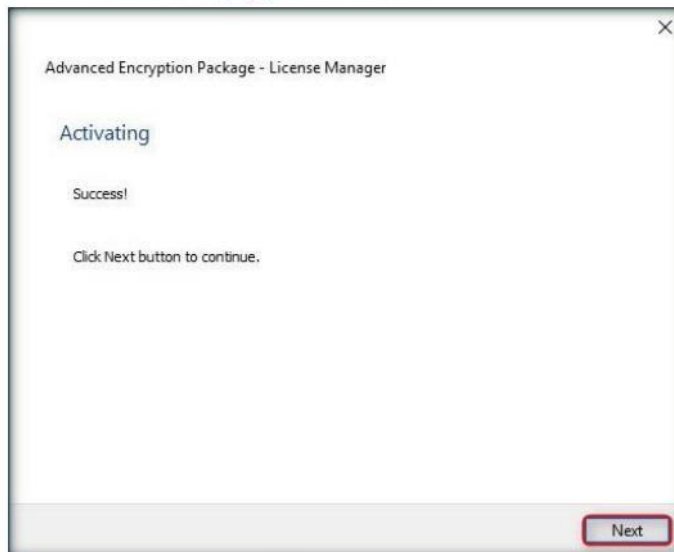 Advanced Encryption Package - License Manager
Activating
Success!
Click Next button to continue.
Next